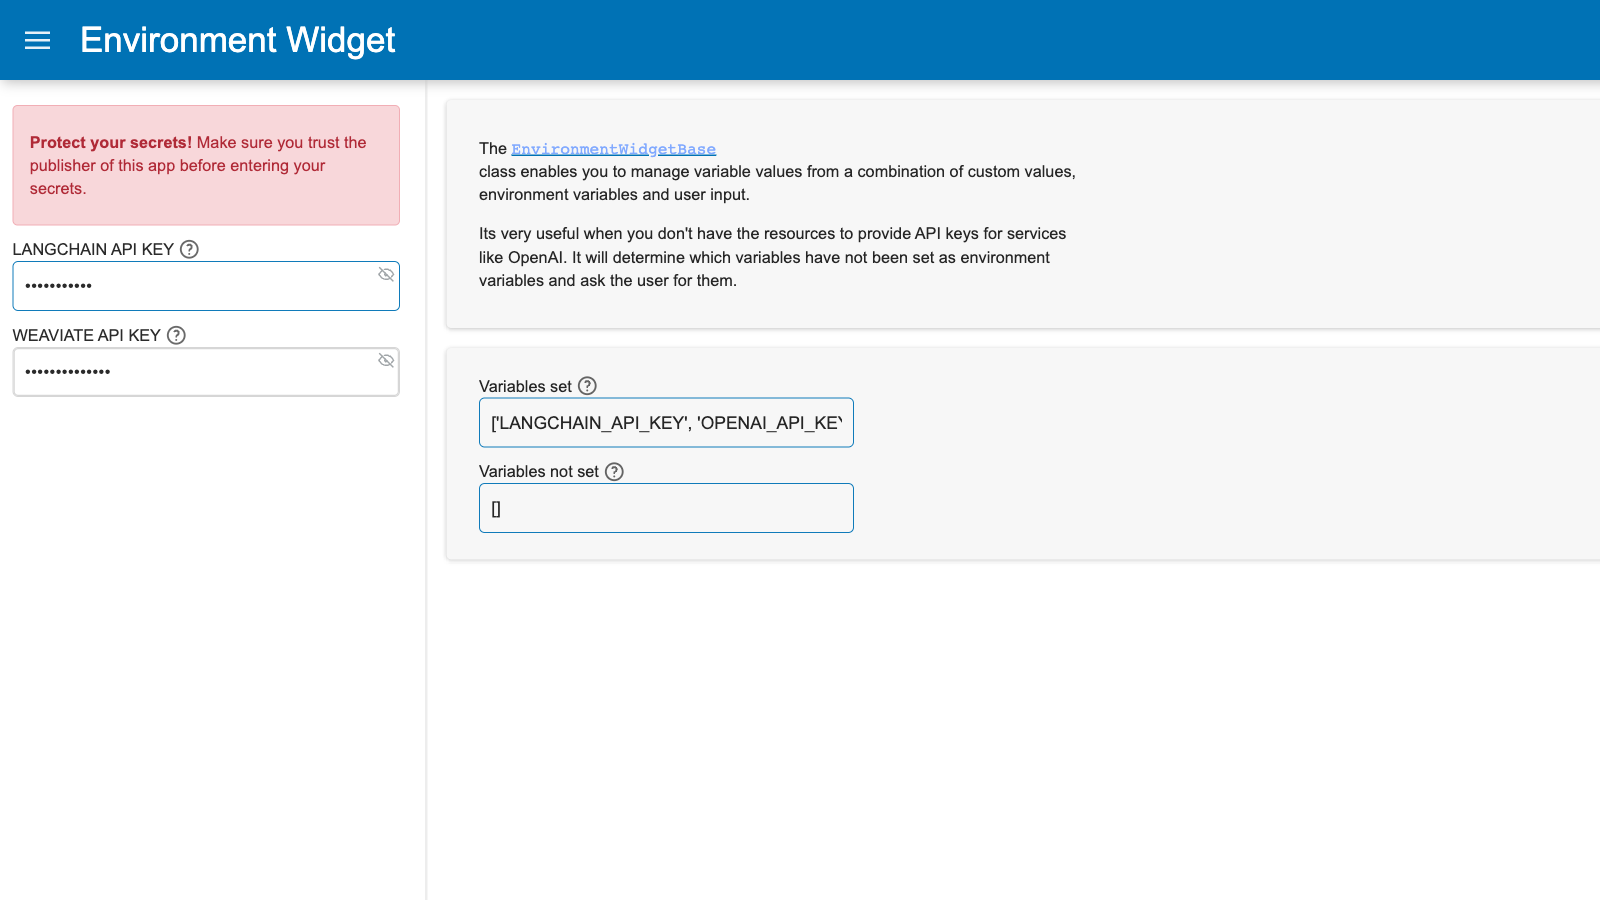 Environment Widget
Protect your secrets! Make sure you trust the
publisher of this app before entering your
secrets.
LANGCHAIN API KEY
•••••••••••
WEAVIATE API KEY
••••••••••••••
The EnvironmentWidgetBase
class enables you to manage variable values from a combination of custom values,
environment variables and user input.
Its very useful when you don't have the resources to provide API keys for services
like OpenAI. It will determine which variables have not been set as environment
variables and ask the user for them.
Variables set
['LANGCHAIN_API_KEY', 'OPENAI_API_KEY
Variables not set
[]